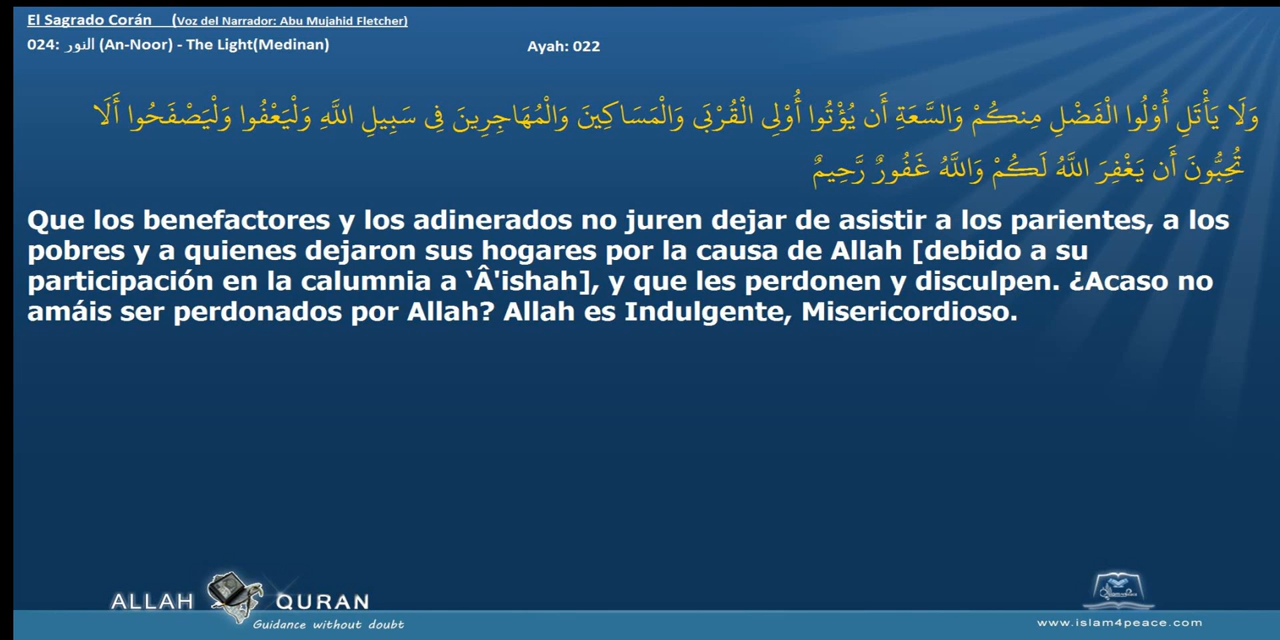 El Sagrado Corán (Voz del Narrador: Abu Mujahid Fletcher)
024: النور (An-Noor) - The Light(Medinan) Ayah: 022
وَلَا يَأْتَلِ أُوْلُوا الْفَضْلِ مِنكُمْ وَالسَّعَةِ أَن يُؤْتُوا أُوْلِى الْقُرْبَى وَالْمَسَاكِينَ وَالْمُهَاجِرِينَ فِى سَبِيلِ اللَّهِ وَلْيَعْفُوا وَلْيَصْفَحُوا أَلَا
تُحِبُّونَ أَن يَغْفِرَ اللَّهُ لَكُمْ وَاللَّهُ غَفُورٌ رَّحِيمٌ
Que los benefactores y los adinerados no juren dejar de asistir a los parientes, a los
pobres y a quienes dejaron sus hogares por la causa de Allah [debido a su
participación en la calumnia a ‘Â'ishah], y que les perdonen y disculpen. ¿Acaso no
amáis ser perdonados por Allah? Allah es Indulgente, Misericordioso.
ALLAH QURAN
Guidance without doubt
www.islam4peace.com